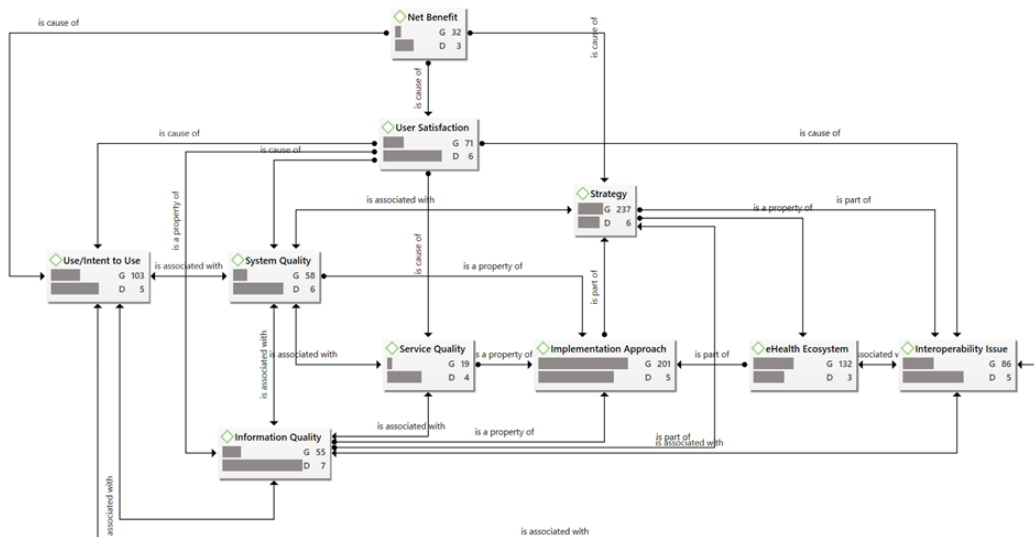 Net Benefit
G 32
D 3
is cause of
is cause of
is cause of
User Satisfaction
G 71
D 6
is cause of
is cause of
is cause of
is a property of
is cause of
is associated with
Strategy
G 237
D 6
is a property of
is part of
Use/Intent to Use
G 103
D 5
is associated with
System Quality
G 58
D 6
is a property of
is part of
is associated with
is associated with
Service Quality
G 19
D 4
is a property of
Implementation Approach
G 201
D 5
is part of
eHealth Ecosystem
G 132
D 3
associated
Interoperability Issue
G 86
D 5
Information Quality
G 55
D 7
is associated with
is a property of
is part of
is associated with
associated with
is associated with